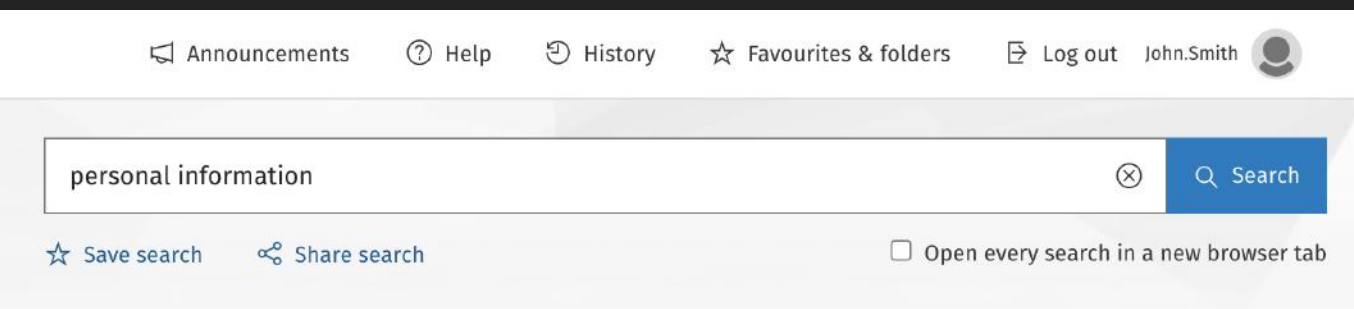 Announcements Help History Favourites & folders Log out John.Smith
personal information Search
Save search Share search Open every search in a new browser tab